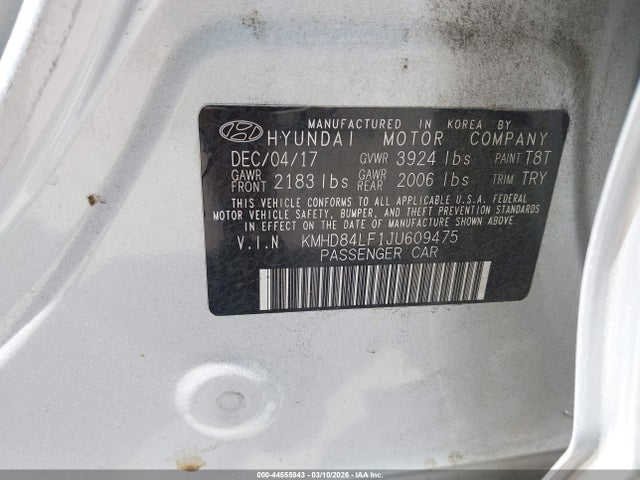 MANUFACTURED IN KOREA BY
HYUNDAI MOTOR COMPANY
DEC/04/17 GVWR 3924 lbs PAINT T8T
GAWR FRONT 2183 lbs GAWR REAR 2006 lbs TRIM TRY
THIS VEHICLE CONFORMS TO ALL APPLICABLE U.S.A. FEDERAL
MOTOR VEHICLE SAFETY, BUMPER, AND THEFT PREVENTION STANDARDS
IN EFFECT ON THE DATE OF MANUFACTURE SHOWN ABOVE
V.I.N KMHD84LF1JU609475
PASSENGER CAR
000-44555943 - 03/10/2026 - COPART